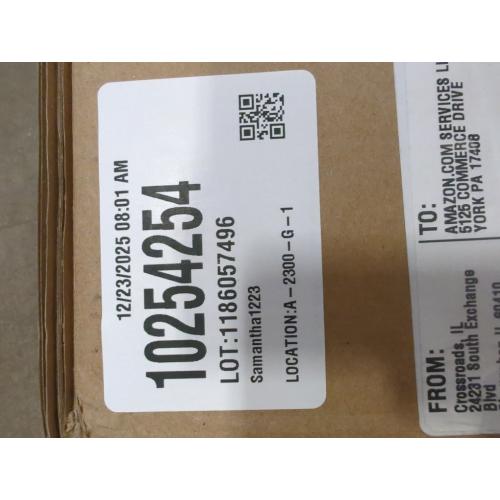 12/23/2025 08:01 AM
10254254
LOT:1186057496
Samantha1223
LOCATION:A-2300-G-1
TO:
AMAZON.COM SERVICES
5125 COMMERCE DRIVE
YORK PA 17408
FROM:
Crossroads, IL
24231 South Exchange
Blvd